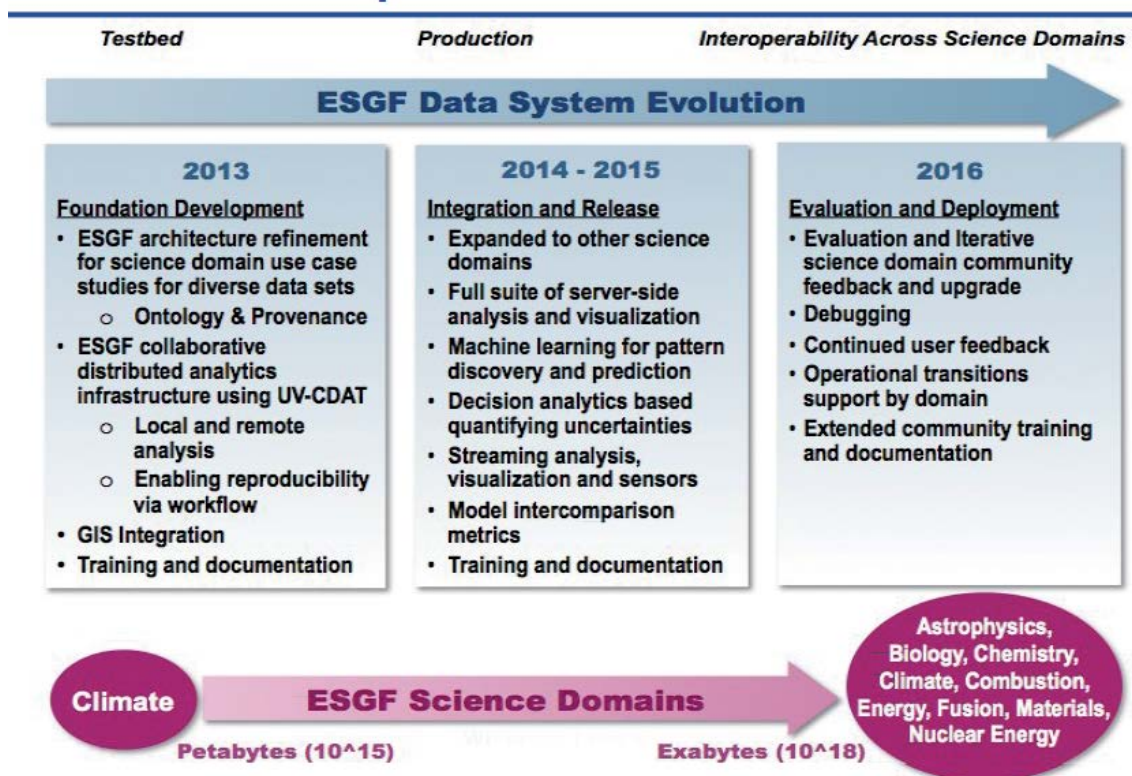 Testbed
Production
Interoperability Across Science Domains
ESGF Data System Evolution
2013
Foundation Development
• ESGF architecture refinement
for science domain use case
studies for diverse data sets
o Ontology & Provenance
• ESGF collaborative
distributed analytics
infrastructure using UV-CDAT
o Local and remote
analysis
o Enabling reproducibility
via workflow
• GIS Integration
• Training and documentation
2014 - 2015
Integration and Release
• Expanded to other science
domains
• Full suite of server-side
analysis and visualization
• Machine learning for pattern
discovery and prediction
• Decision analytics based
quantifying uncertainties
• Streaming analysis,
visualization and sensors
• Model intercomparison
metrics
• Training and documentation
2016
Evaluation and Deployment
• Evaluation and Iterative
science domain community
feedback and upgrade
• Debugging
• Continued user feedback
• Operational transitions
support by domain
• Extended community training
and documentation
Climate
ESGF Science Domains
Petabytes (10^15)
Exabytes (10^18)
Astrophysics,
Biology, Chemistry,
Climate, Combustion,
Energy, Fusion, Materials,
Nuclear Energy